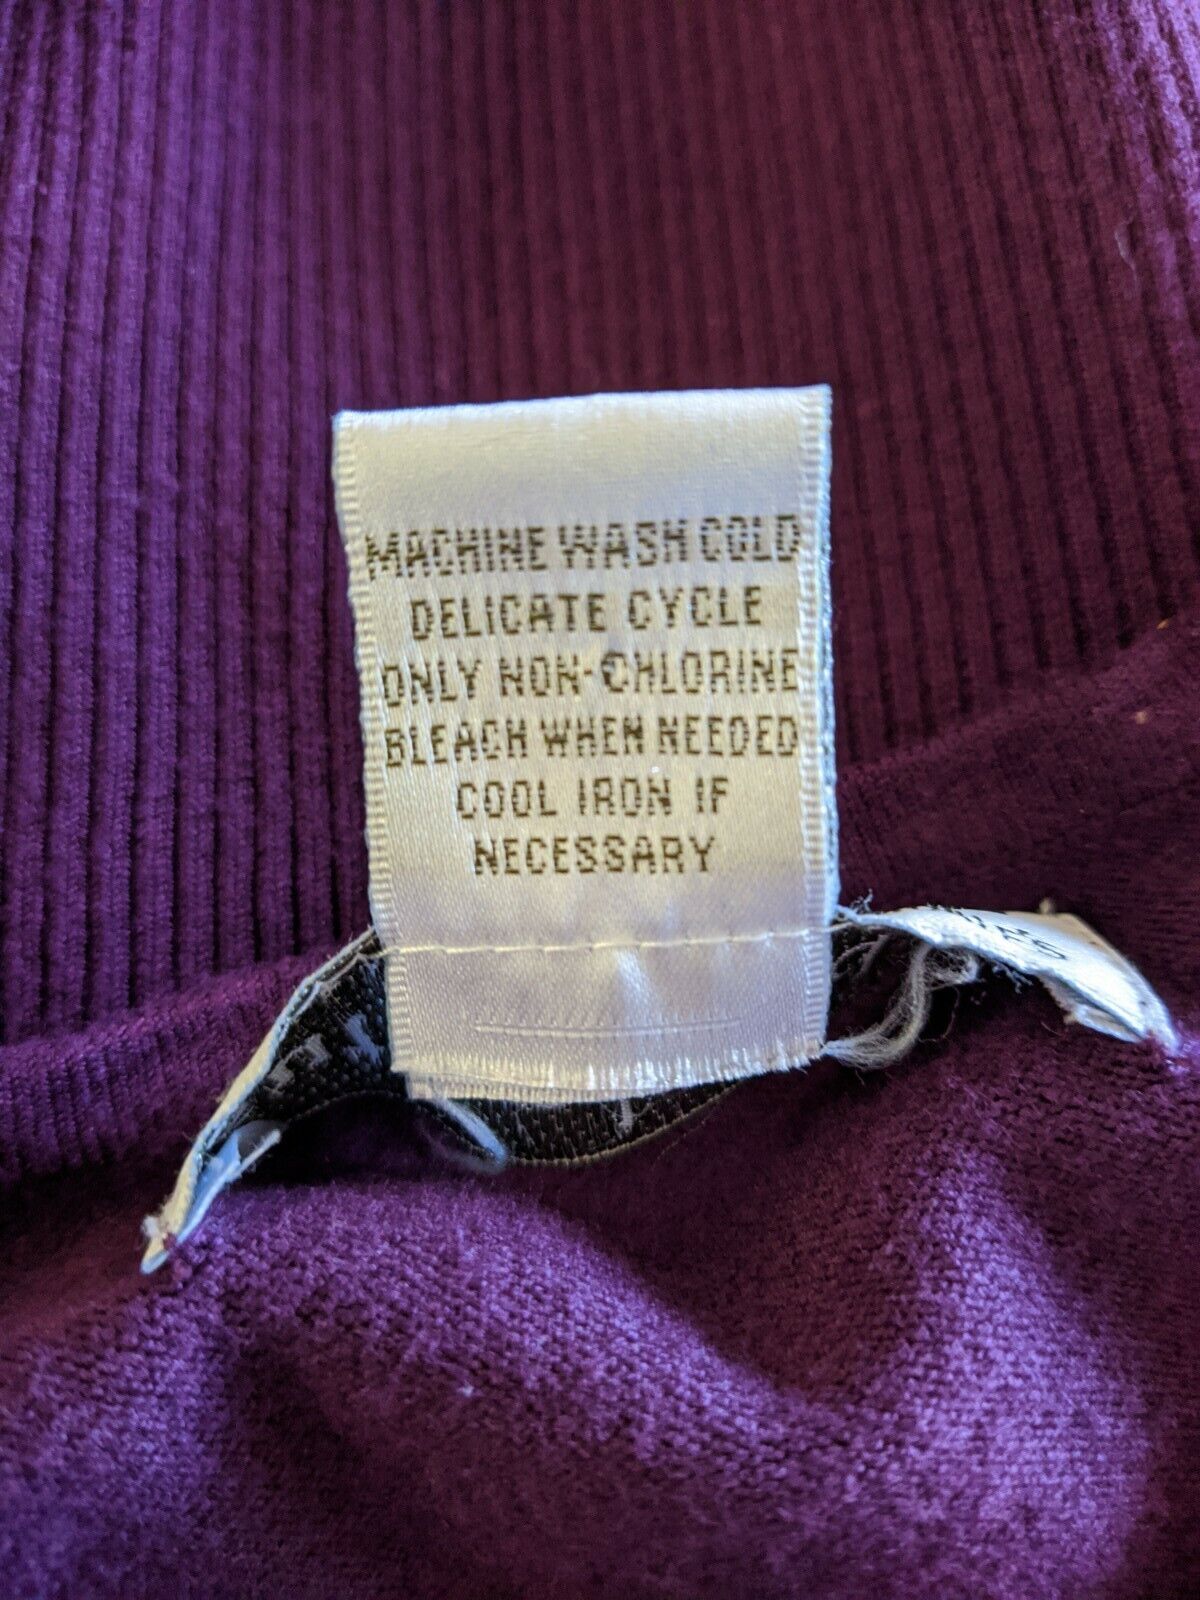 MACHINE WASH COLD
DELICATE CYCLE
ONLY NON-CHLORINE
BLEACH WHEN NEEDED
COOL IRON IF
NECESSARY